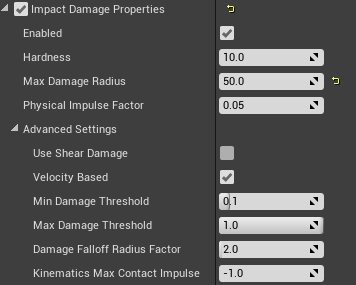 Impact Damage Properties
Enabled
Hardness 10.0
Max Damage Radius 50.0
Physical Impulse Factor 0.05
Advanced Settings
Use Shear Damage
Velocity Based
Min Damage Threshold 0.1
Max Damage Threshold 1.0
Damage Falloff Radius Factor 2.0
Kinematics Max Contact Impulse -1.0